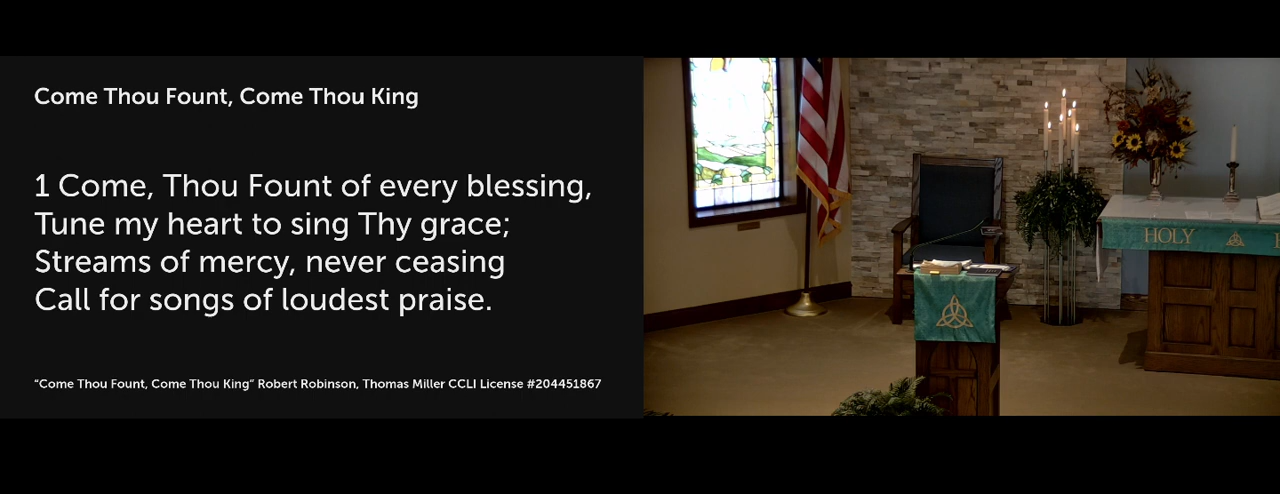 Come Thou Fount, Come Thou King
1 Come, Thou Fount of every blessing,
Tune my heart to sing Thy grace;
Streams of mercy, never ceasing
Call for songs of loudest praise.
“Come Thou Fount, Come Thou King” Robert Robinson, Thomas Miller CCLI License #204451867
HOLY